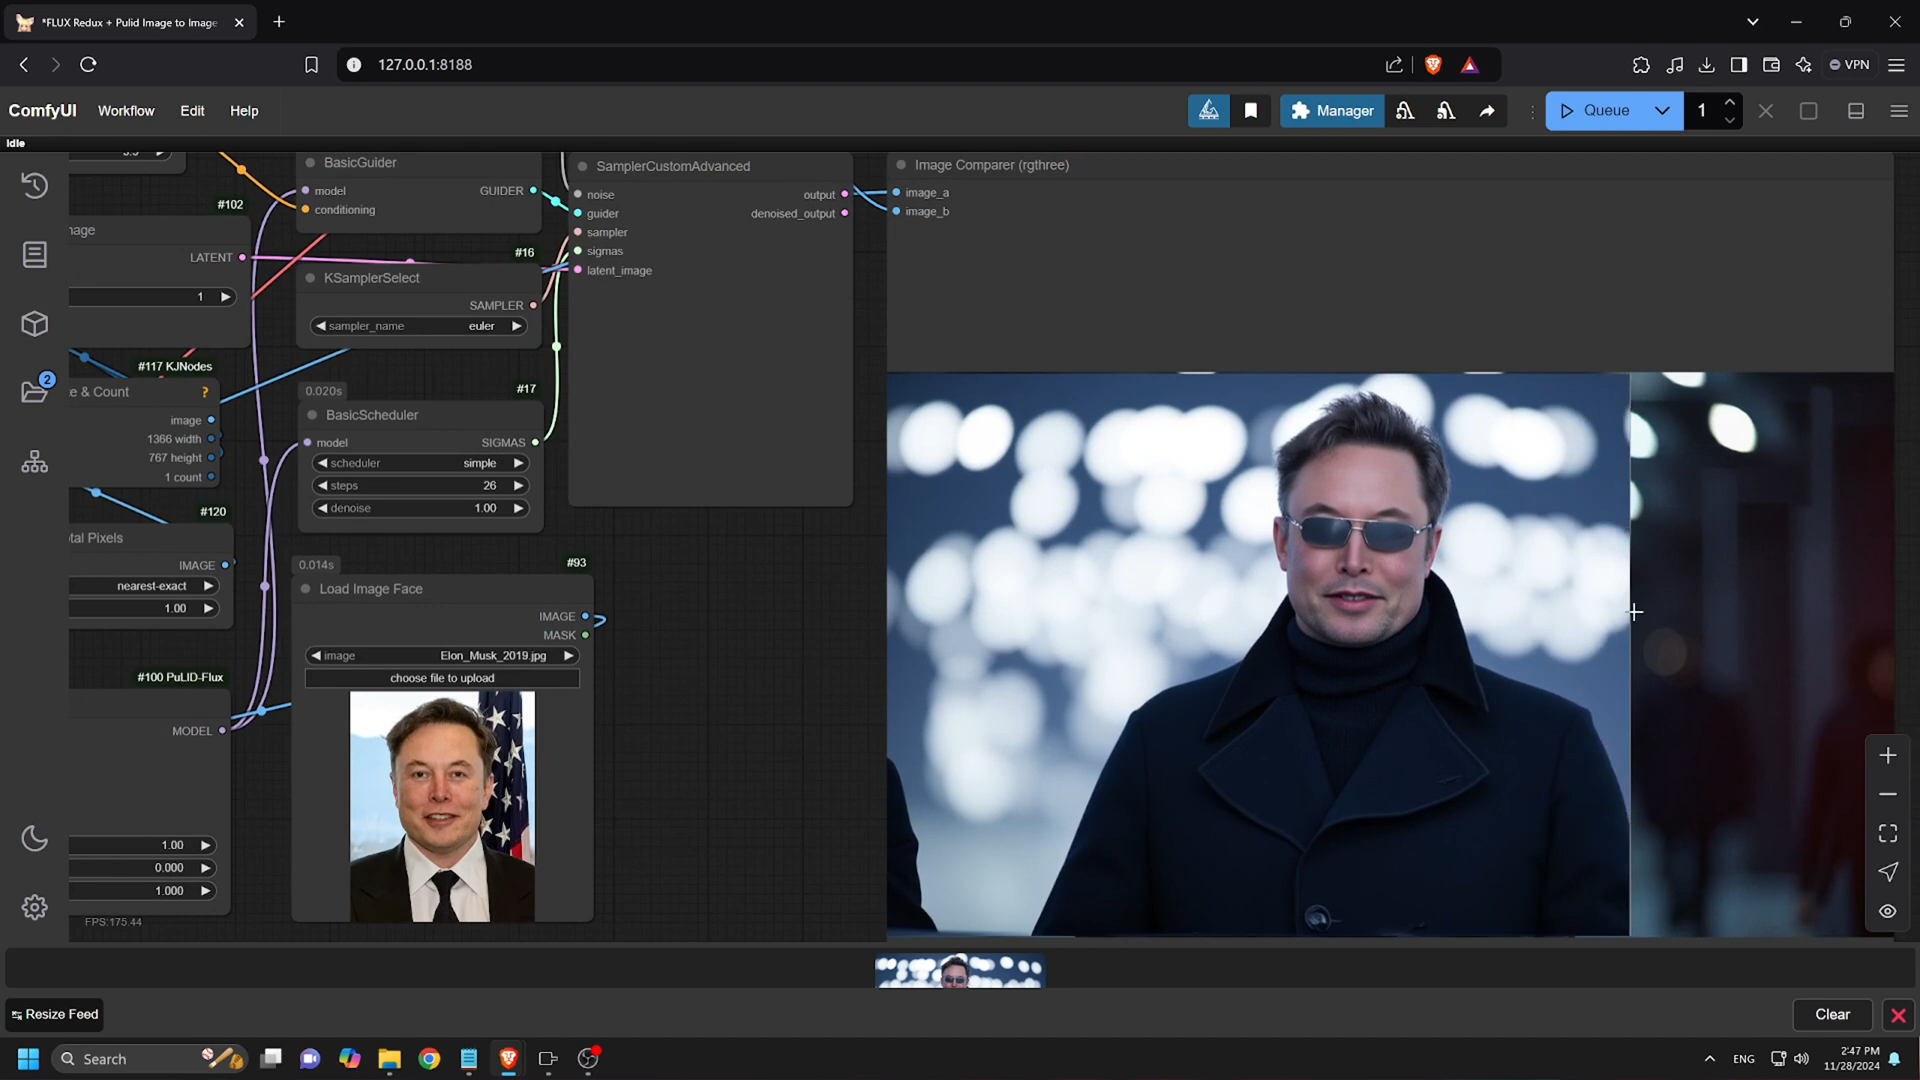 *FLUX Redux + Pulid Image to Image
127.0.0.1:8188
VPN
ComfyUI
Workflow
Edit
Help
Manager
Queue
1
Idle
#102
mage
LATENT
1
#117 KJNodes
e & Count
?
image
1366 width
767 height
1 count
#120
tal Pixels
IMAGE
nearest-exact
1.00
#100 PuLID-Flux
MODEL
1.00
0.000
1.000
FPS:175.44
2
BasicGuider
model
GUIDER
conditioning
#16
KSamplerSelect
SAMPLER
sampler_name
euler
0.020s
#17
BasicScheduler
model
SIGMAS
scheduler
simple
steps
26
denoise
1.00
0.014s
#93
Load Image Face
IMAGE
MASK
image
Elon_Musk_2019.jpg
choose file to upload
SamplerCustomAdvanced
noise
output
guider
denoised_output
sampler
sigmas
latent_image
Image Comparer (rgthree)
image_a
image_b
Resize Feed
Clear
Search
ENG
2:47 PM
11/28/2024